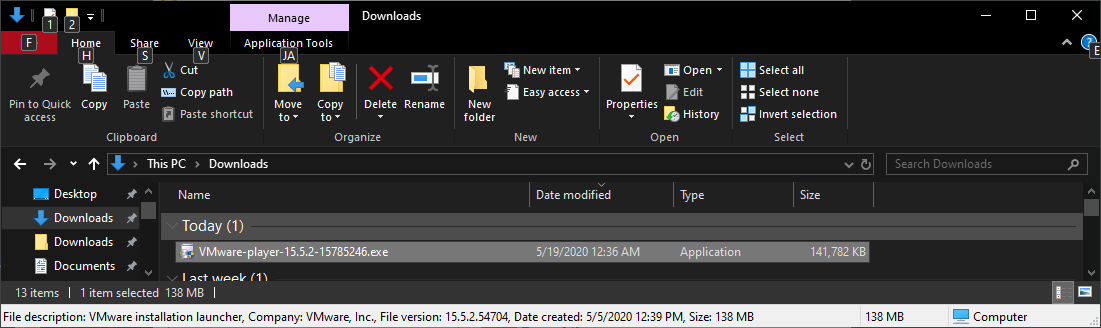 1 2 Manage Downloads
F Home Share View Application Tools E
H S V JA
Pin to Quick access
Copy
Paste
Cut
Copy path
Paste shortcut
Clipboard
Move to
Copy to
Delete
Rename
Organize
New folder
New item
Easy access
New
Properties
Open
Edit
History
Open
Select all
Select none
Invert selection
Select
This PC Downloads Search Downloads
Desktop
Downloads
Downloads
Documents
Name Date modified Type Size
Today (1)
VMware-player-15.5.2-15785246.exe 5/19/2020 12:36 AM Application 141,782 KB
Last week (1)
13 items 1 item selected 138 MB
File description: VMware installation launcher, Company: VMware, Inc., File version: 15.5.2.54704, Date created: 5/5/2020 12:39 PM, Size: 138 MB 138 MB Computer